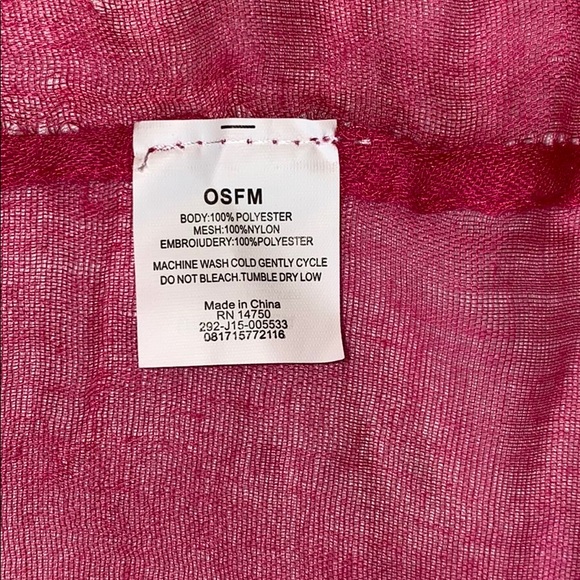 OSFM
BODY:100% POLYESTER
MESH:100%NYLON
EMBROIUDERY:100%POLYESTER
MACHINE WASH COLD GENTLY CYCLE
DO NOT BLEACH.TUMBLE DRY LOW
Made in China
RN 14750
292-J15-005533
081715772116